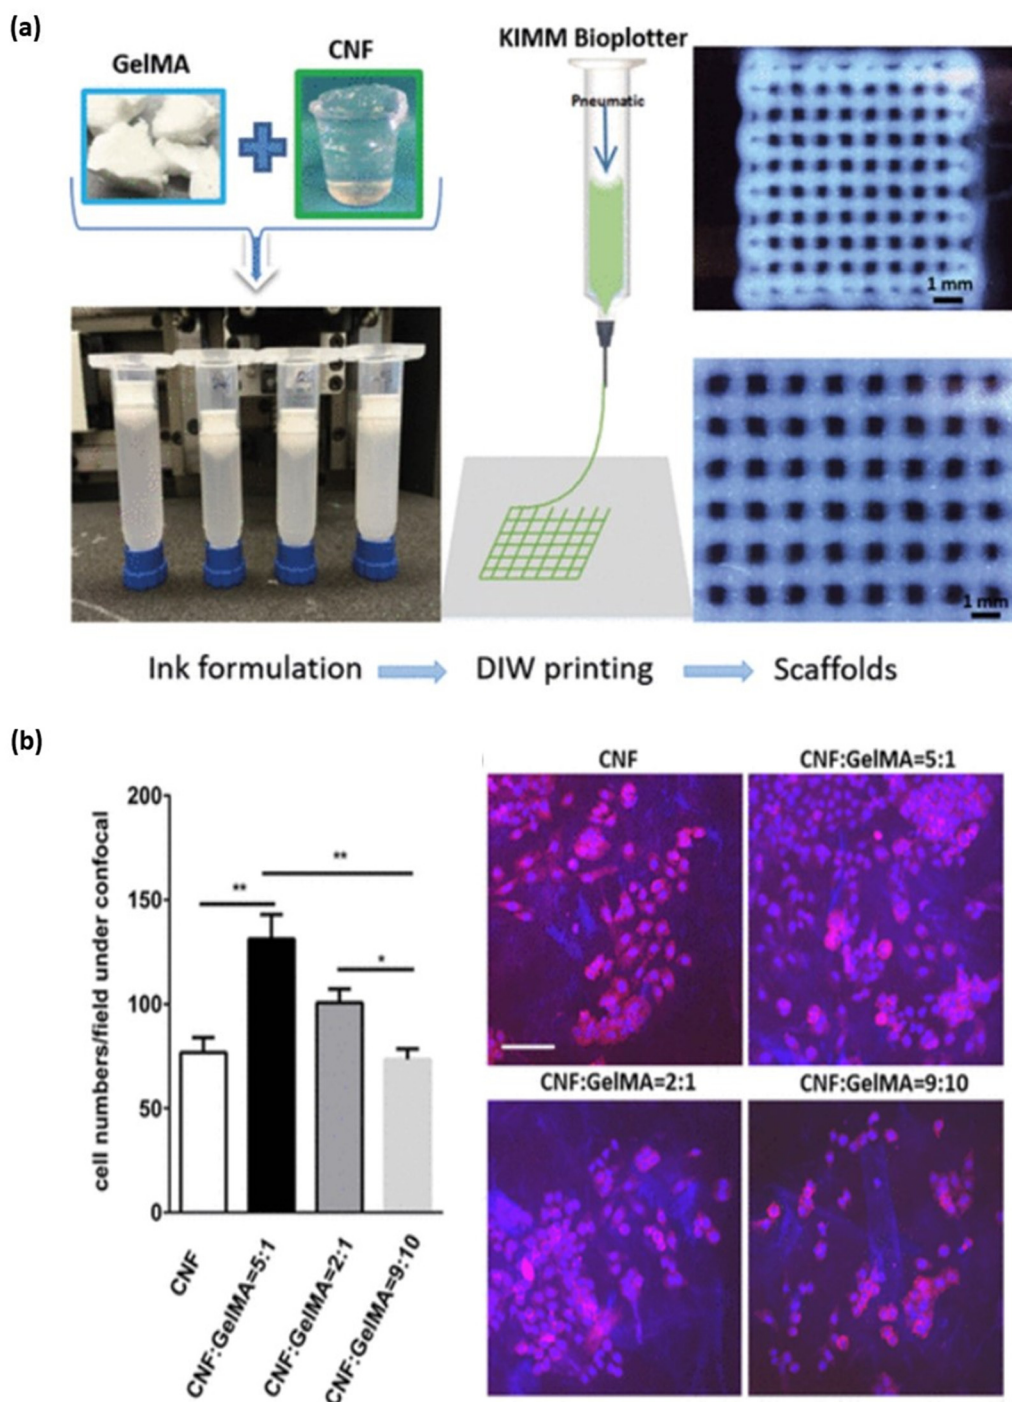 (a)
GelMA
CNF
KIMM Bioplotter
Pneumatic
1 mm
1 mm
Ink formulation
DIW printing
Scaffolds
(b)
cell numbers/field under confocal
200
150
100
50
0
**
**
*
CNF
CNF:GelMA=5:1
CNF:GelMA=2:1
CNF:GelMA=9:10
CNF
CNF:GelMA=5:1
CNF:GelMA=2:1
CNF:GelMA=9:10